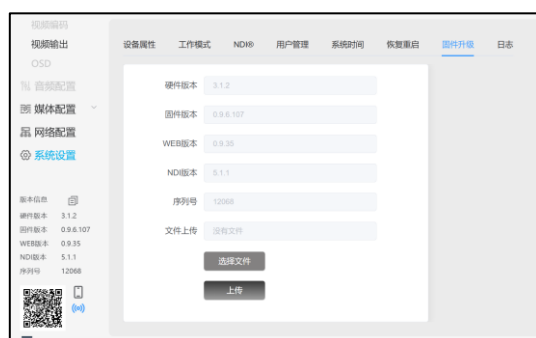 视频编码
视频输出
OSD
音频配置
媒体配置
网络配置
系统设置
版本信息
硬件版本 3.1.2
固件版本 0.9.6.107
WEB版本 0.9.35
NDI版本 5.1.1
序列号 12068
设备属性 工作模式 NDI® 用户管理 系统时间 恢复重启 固件升级 日志
硬件版本 3.1.2
固件版本 0.9.6.107
WEB版本 0.9.35
NDI版本 5.1.1
序列号 12068
文件上传 没有文件
选择文件
上传